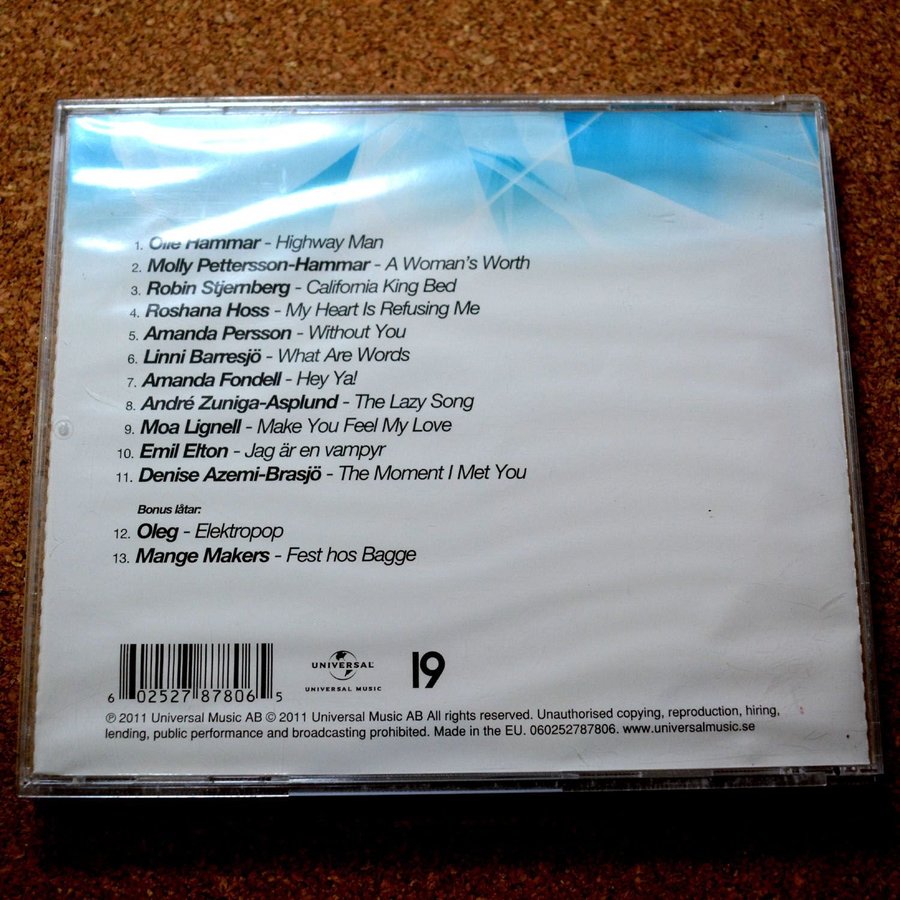 1. Olle Hammar - Highway Man
2. Molly Pettersson-Hammar - A Woman's Worth
3. Robin Stjernberg - California King Bed
4. Roshana Hoss - My Heart Is Refusing Me
5. Amanda Persson - Without You
6. Linni Barresjö - What Are Words
7. Amanda Fondell - Hey Ya!
8. André Zuniga-Asplund - The Lazy Song
9. Moa Lignell - Make You Feel My Love
10. Emil Elton - Jag är en vampyr
11. Denise Azemi-Brasjö - The Moment I Met You
Bonus låtar:
12. Oleg - Elektropop
13. Mange Makers - Fest hos Bagge
6 02527 87806 5
UNIVERSAL
UNIVERSAL MUSIC
19
℗ 2011 Universal Music AB © 2011 Universal Music AB All rights reserved. Unauthorised copying, reproduction, hiring,
lending, public performance and broadcasting prohibited. Made in the EU. 060252787806. www.universalmusic.se